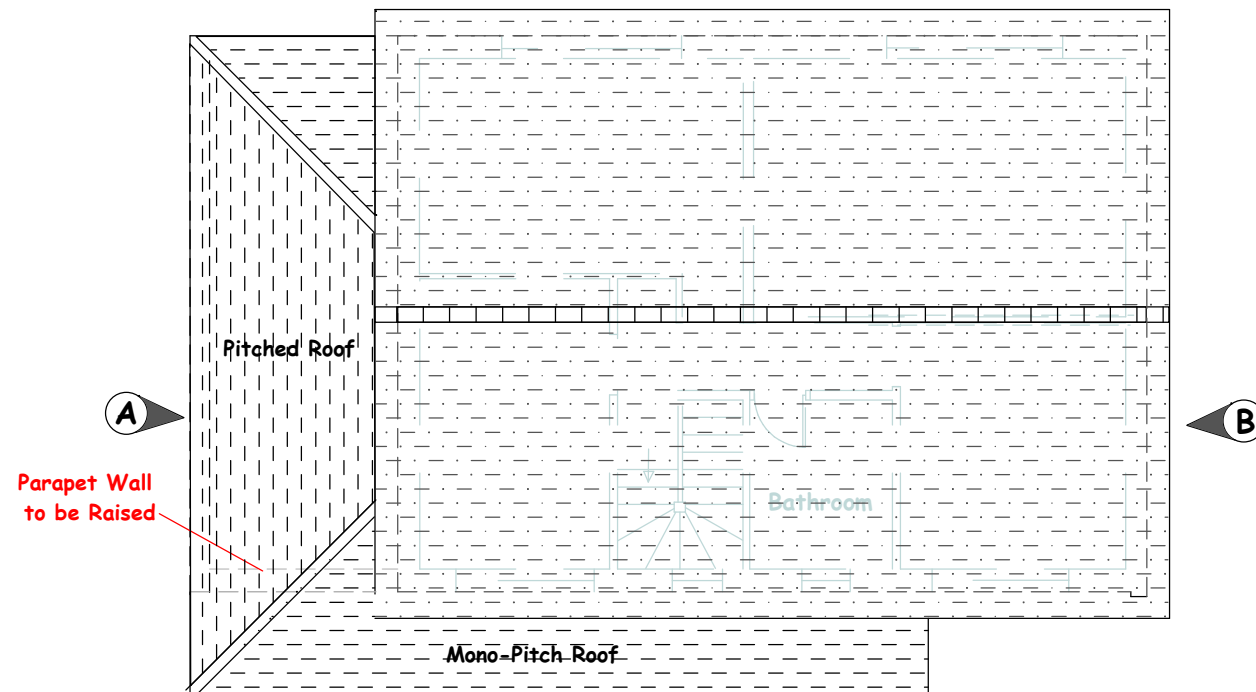 Pitched Roof
A
B
Parapet Wall
to be Raised
Bathroom
Mono-Pitch Roof